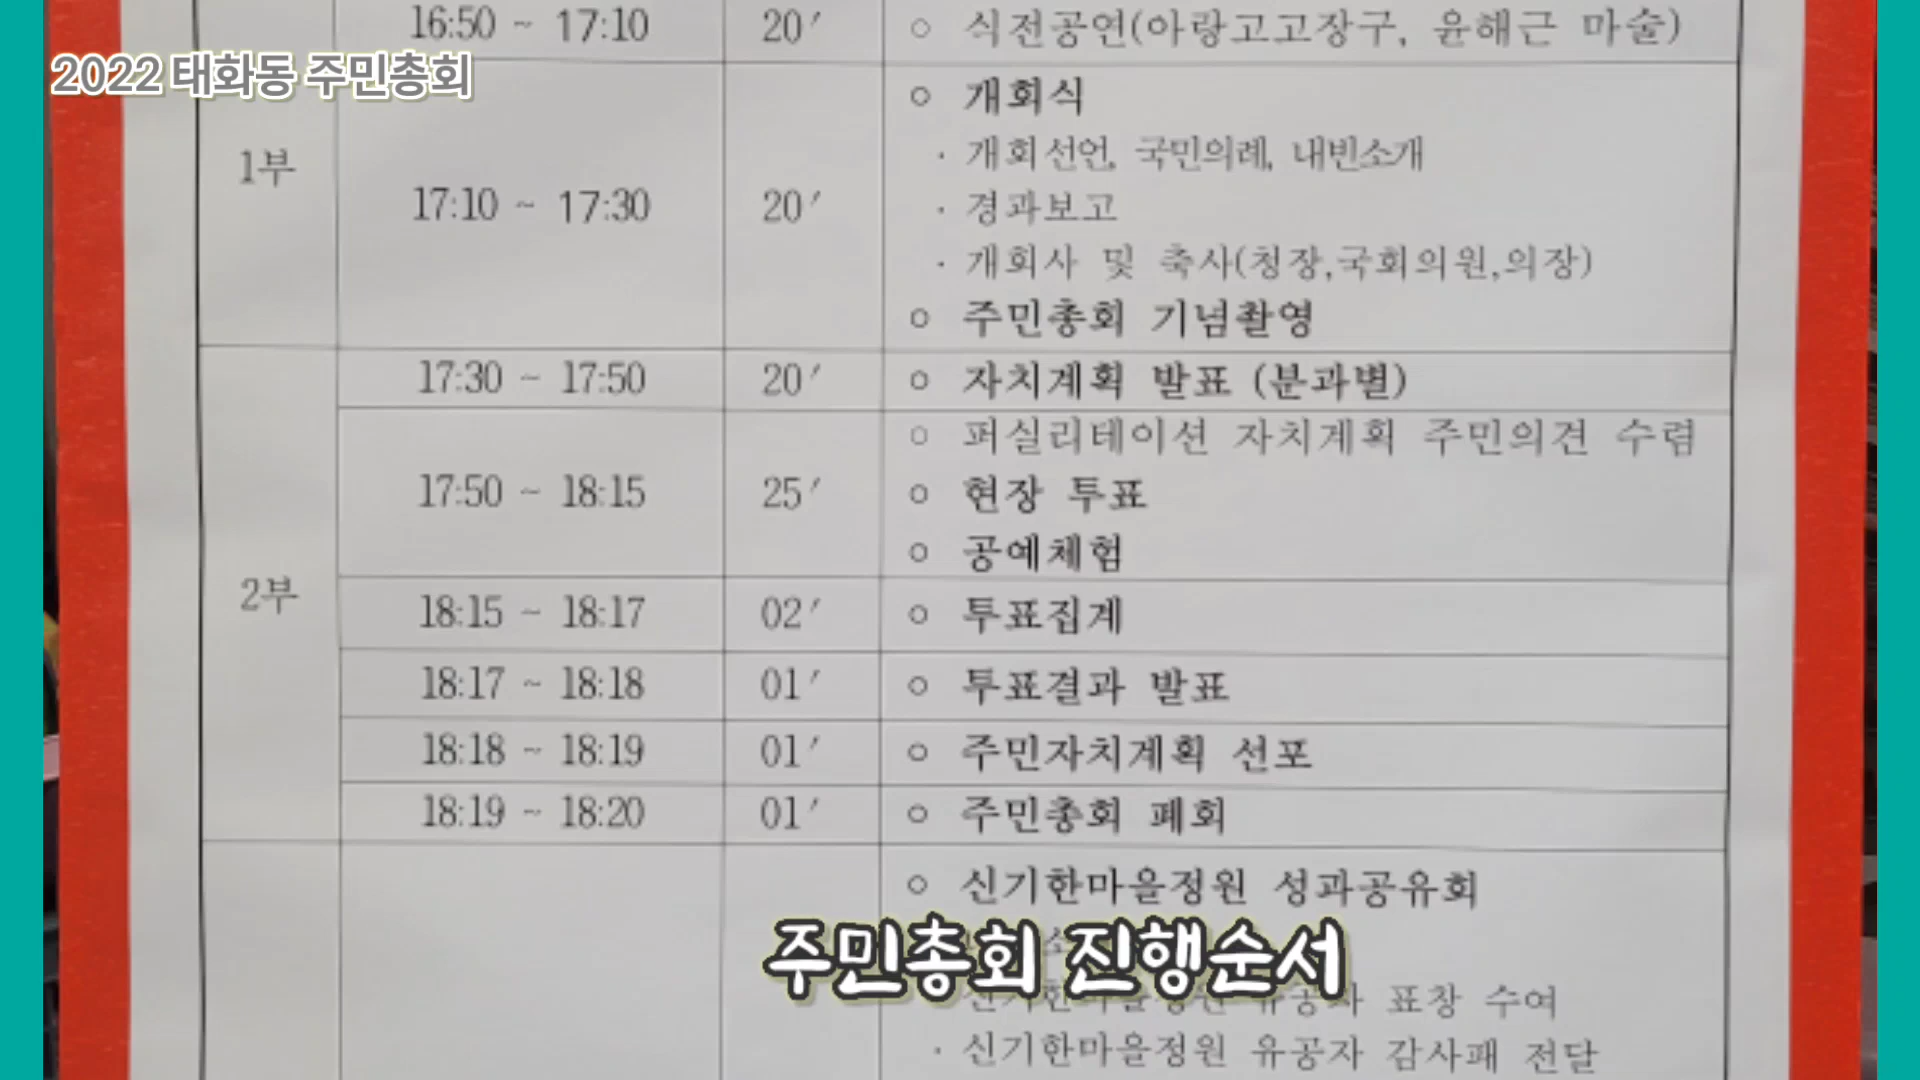 2022 태화동 주민총회
16:50 ~ 17:10 20′ ○ 식전공연(아랑고고장구, 윤해근 마술)
1부
17:10 ~ 17:30 20′
○ 개회식
· 개회선언, 국민의례, 내빈소개
· 경과보고
· 개회사 및 축사(청장,국회의원,의장)
○ 주민총회 기념촬영
2부
17:30 ~ 17:50 20′ ○ 자치계획 발표 (분과별)
17:50 ~ 18:15 25′
○ 퍼실리테이션 자치계획 주민의견 수렴
○ 현장 투표
○ 공예체험
18:15 ~ 18:17 02′ ○ 투표집계
18:17 ~ 18:18 01′ ○ 투표결과 발표
18:18 ~ 18:19 01′ ○ 주민자치계획 선포
18:19 ~ 18:20 01′ ○ 주민총회 폐회
○ 신기한마을정원 성과공유회
주민총회 진행순서
신기한마을정원 유공자 표창 수여
· 신기한마을정원 유공자 감사패 전달